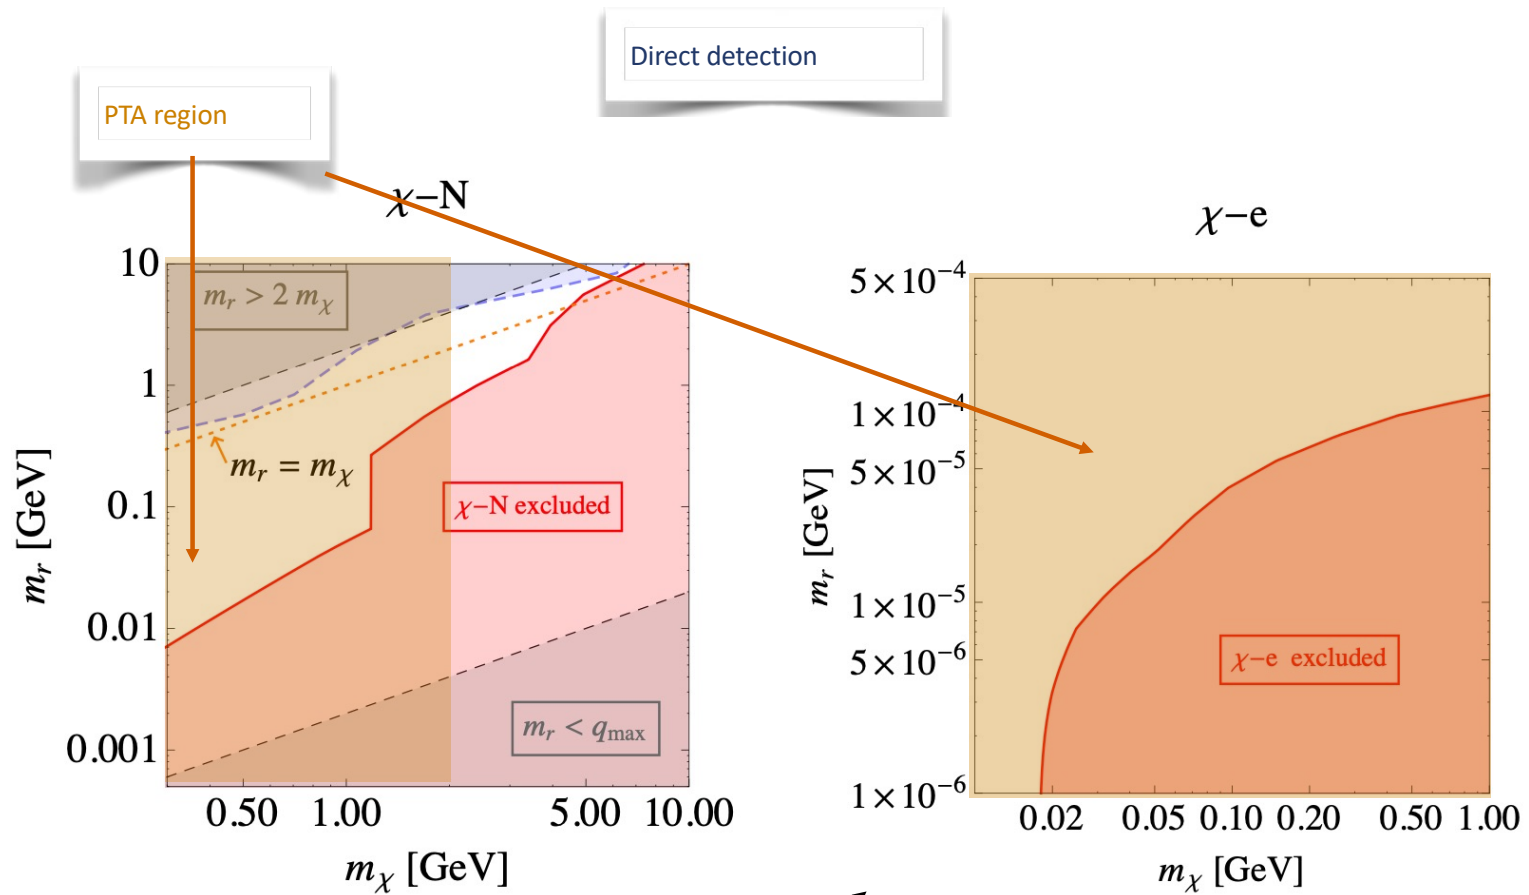 Direct detection
PTA region
χ−N
χ−e
10
1
0.1
0.01
0.001
m_r [GeV]
m_r > 2 m_χ
m_r = m_χ
χ−N excluded
m_r < q_max
0.50 1.00 5.00 10.00
m_χ [GeV]
5×10⁻⁴
1×10⁻⁴
5×10⁻⁵
1×10⁻⁵
5×10⁻⁶
1×10⁻⁶
m_r [GeV]
χ−e excluded
0.02 0.05 0.10 0.20 0.50 1.00
m_χ [GeV]